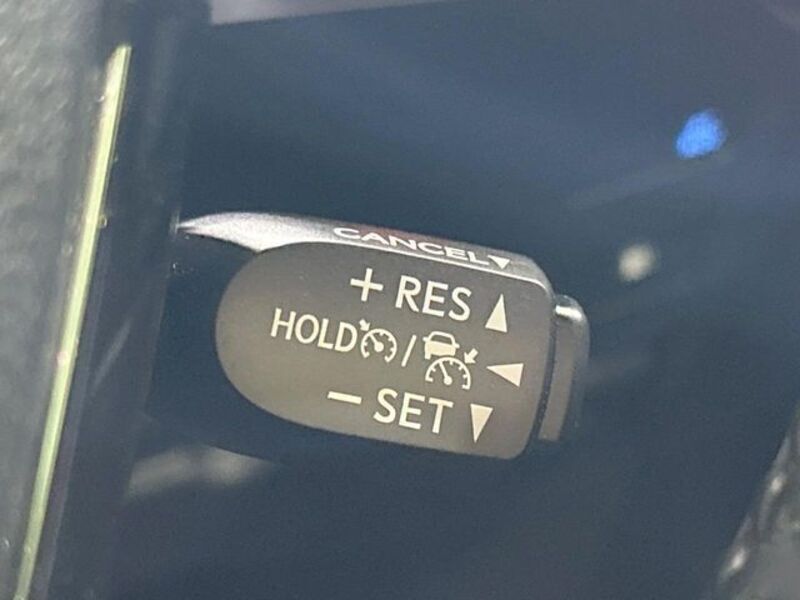 CANCEL▼
+ RES ▲
HOLD / ◀
− SET ▼